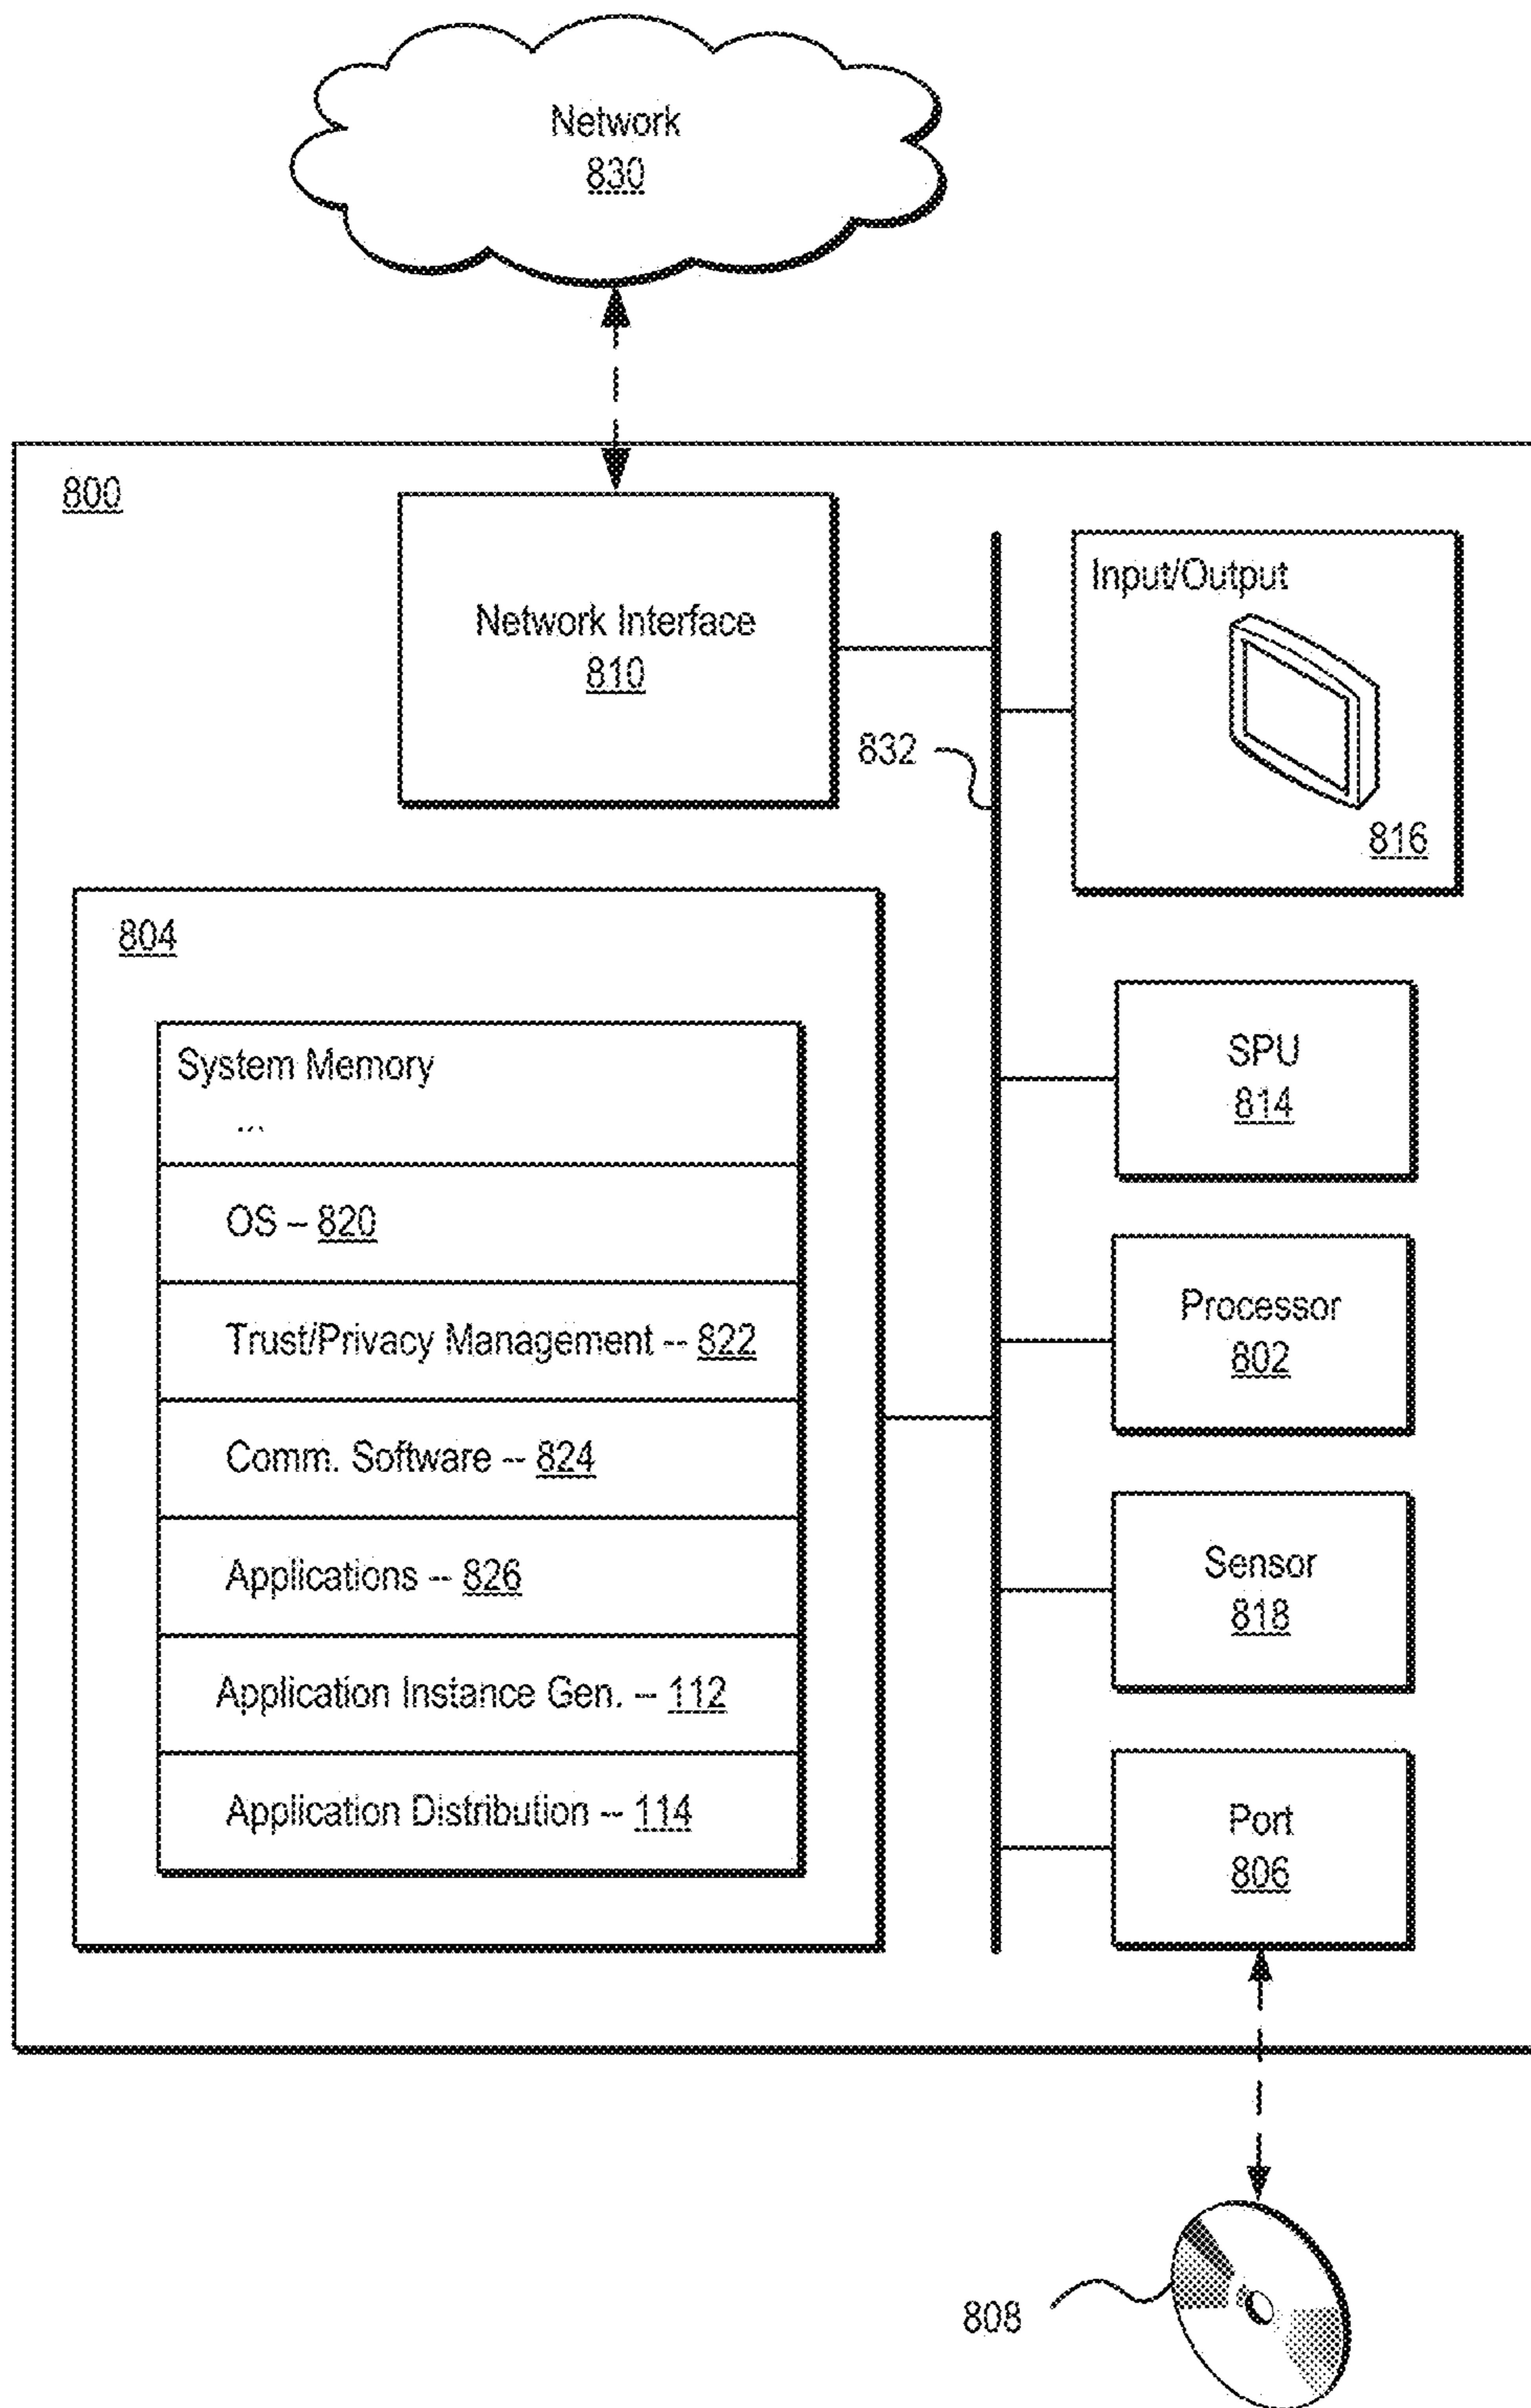 Network
830
800
Network Interface
810
Input/Output
816
832
804
System Memory
...
OS -- 820
Trust/Privacy Management -- 822
Comm. Software -- 824
Applications -- 826
Application Instance Gen. -- 112
Application Distribution -- 114
SPU
814
Processor
802
Sensor
818
Port
806
808